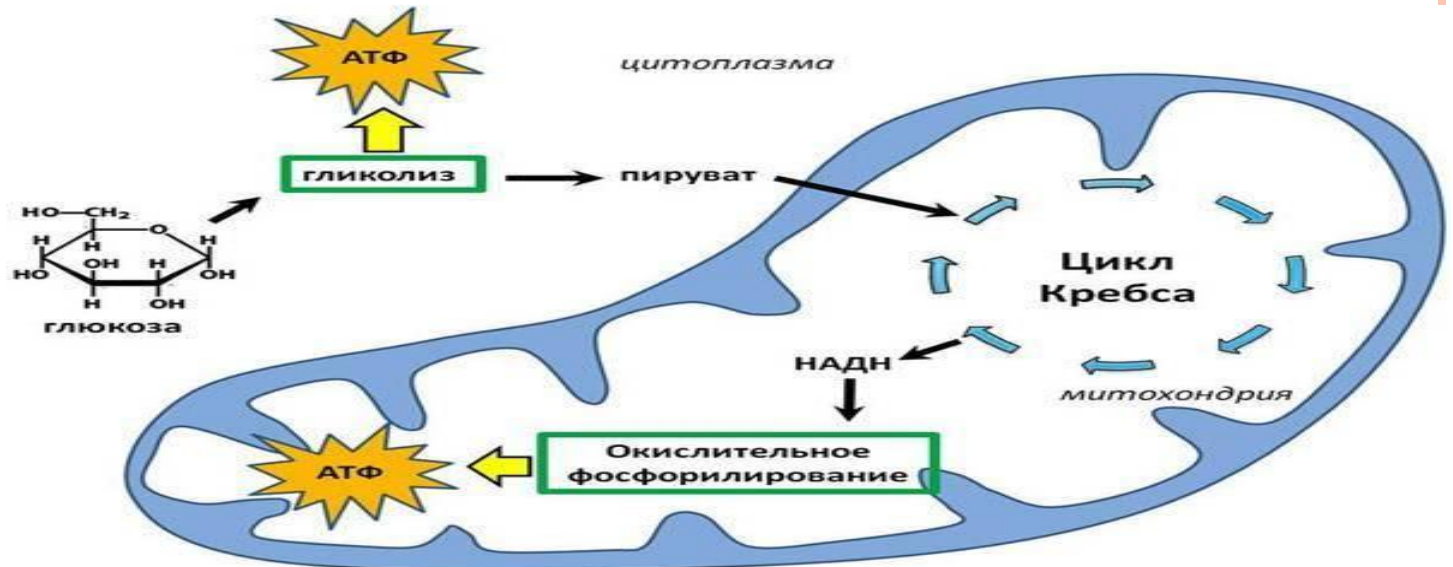 АТФ
цитоплазма
гликолиз
пируват
HO—CH₂
O
H
H
H
HO
OH
H
OH
H
OH
глюкоза
Цикл
Кребса
НАДН
митохондрия
Окислительное
фосфорилирование
АТФ